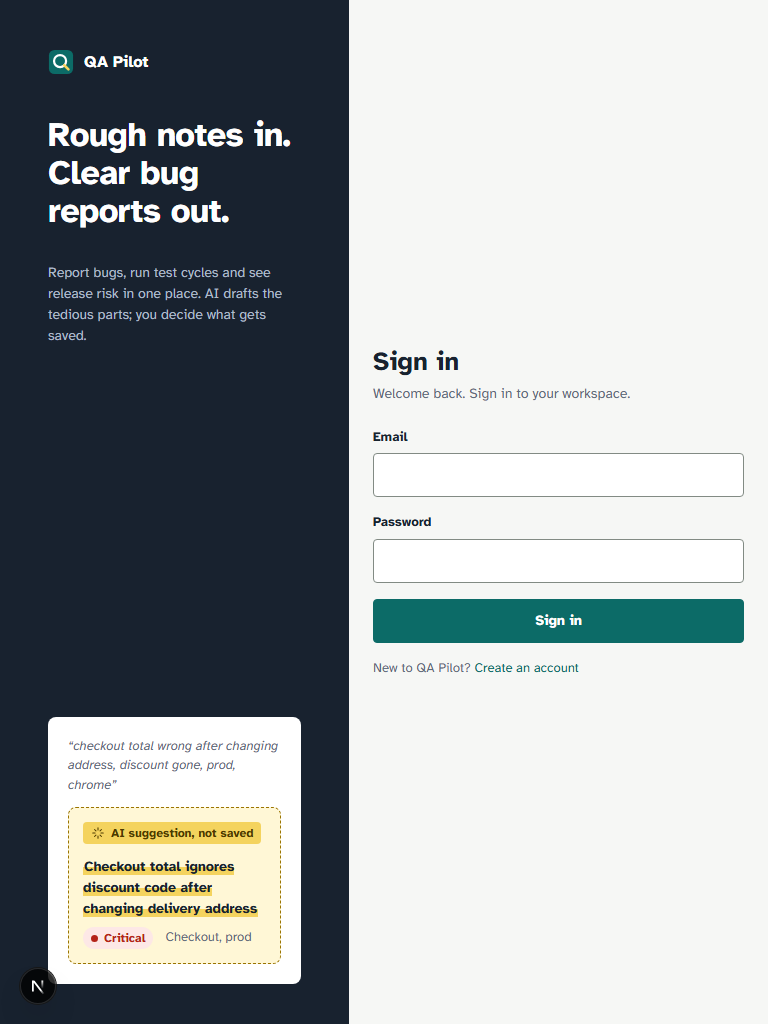 QA Pilot
Rough notes in.
Clear bug
reports out.
Report bugs, run test cycles and see
release risk in one place. AI drafts the
tedious parts; you decide what gets
saved.
Sign in
Welcome back. Sign in to your workspace.
Email
Password
Sign in
New to QA Pilot? Create an account
“checkout total wrong after changing
address, discount gone, prod,
chrome”
AI suggestion, not saved
Checkout total ignores
discount code after
changing delivery address
Critical Checkout, prod
N